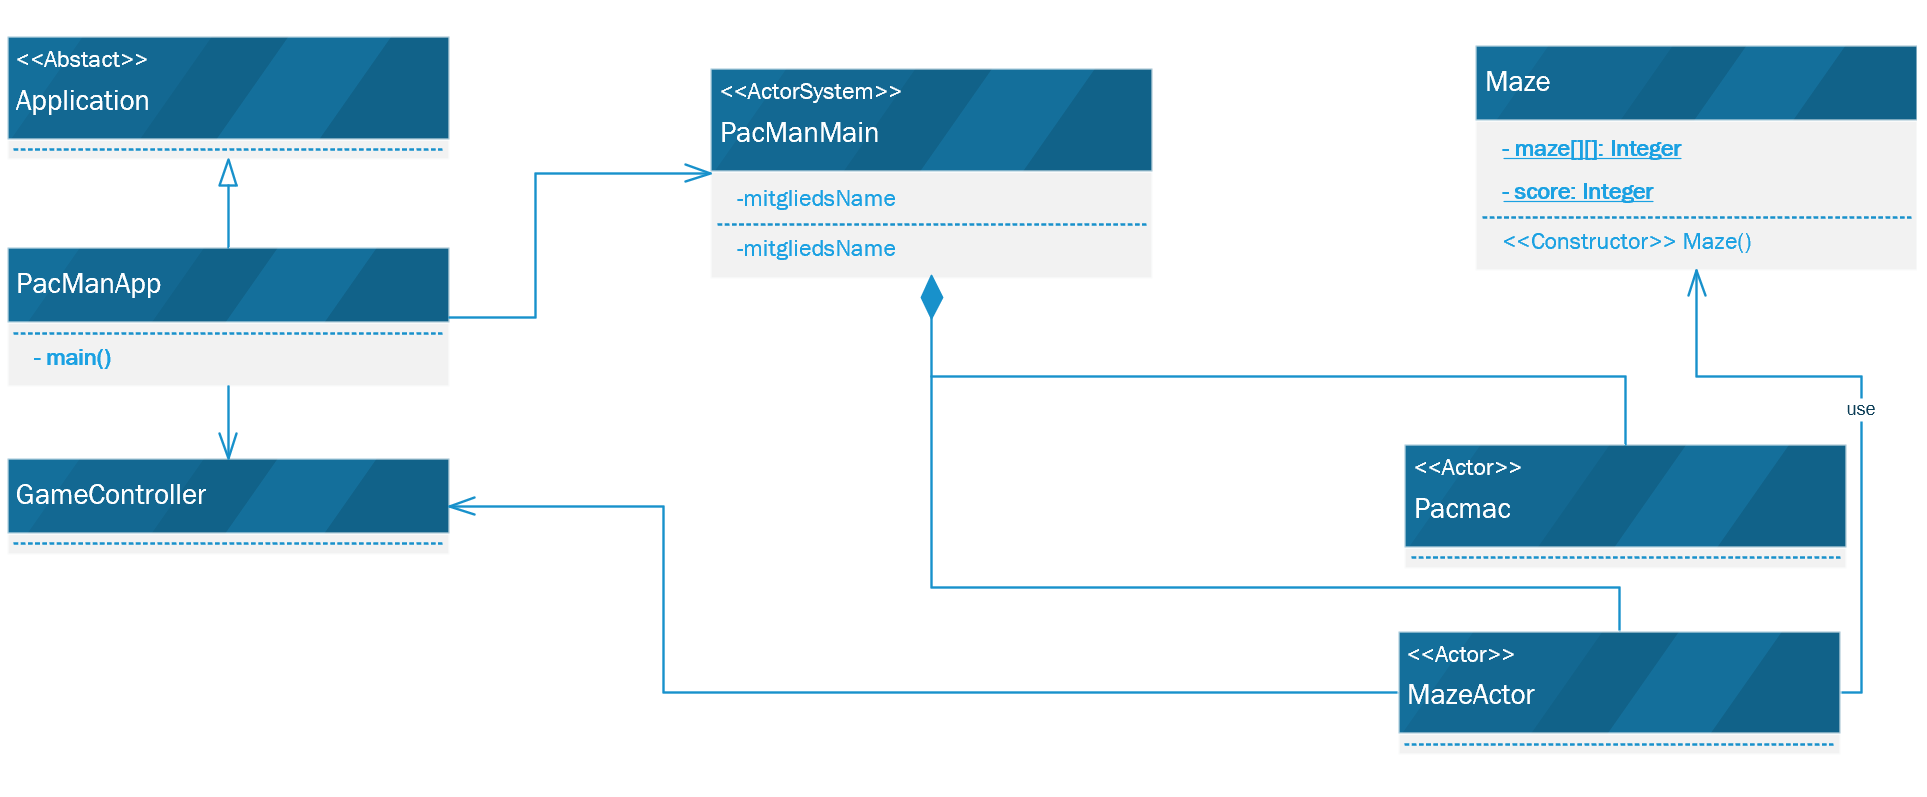 <<Abstact>>
Application
PacManApp
- main()
GameController
<<ActorSystem>>
PacManMain
-mitgliedsName
-mitgliedsName
Maze
- maze[][]: Integer
- score: Integer
<<Constructor>> Maze()
use
<<Actor>>
Pacmac
<<Actor>>
MazeActor